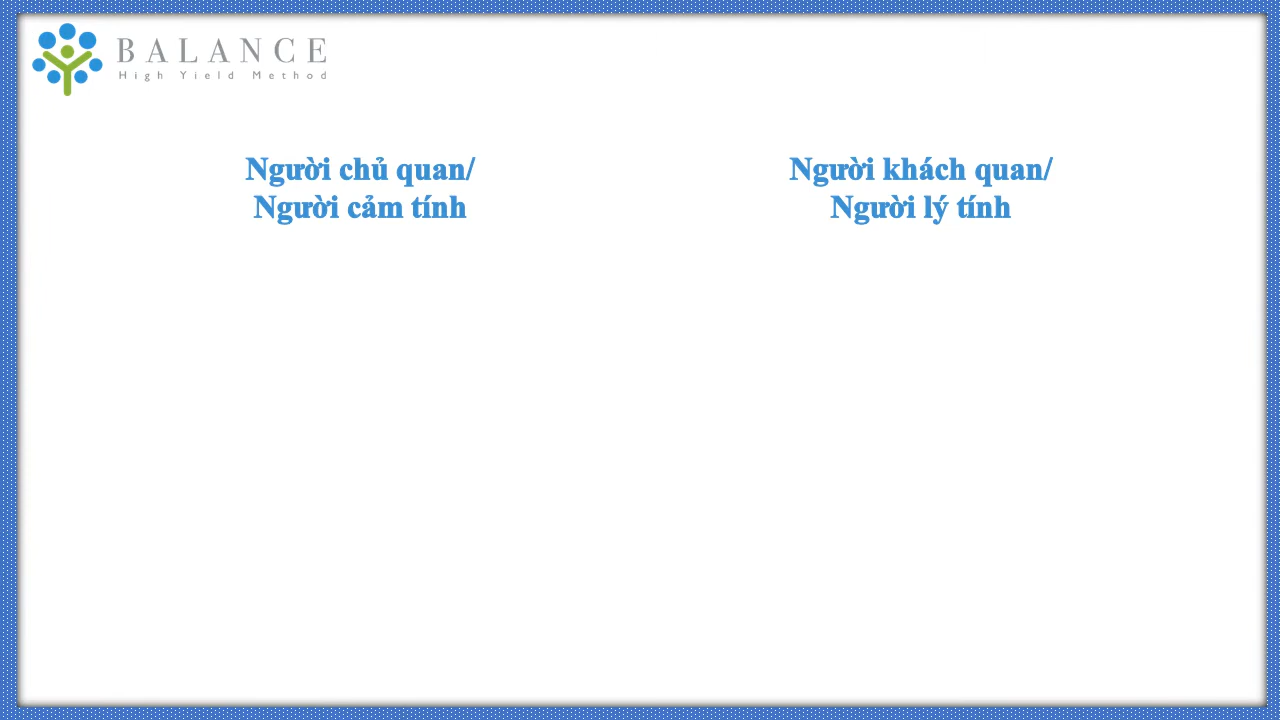 BALANCE
High Yield Method
Người chủ quan/
Người cảm tính
Người khách quan/
Người lý tính